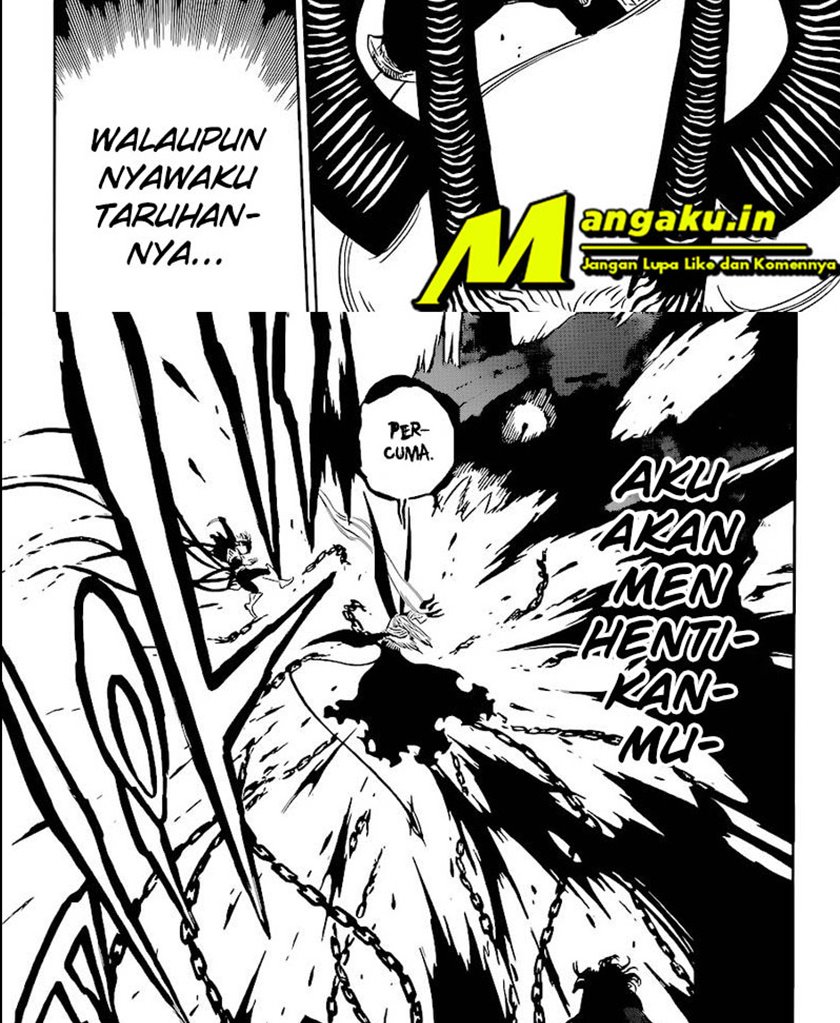 WALAUPUN
NYAWAKU
TARUHAN-
NYA...
Mangaku.in
Jangan Lupa Like dan Komennya
PER-
CUMA.
AKU
AKAN
MEN
HENTI-
KAN-
MU-